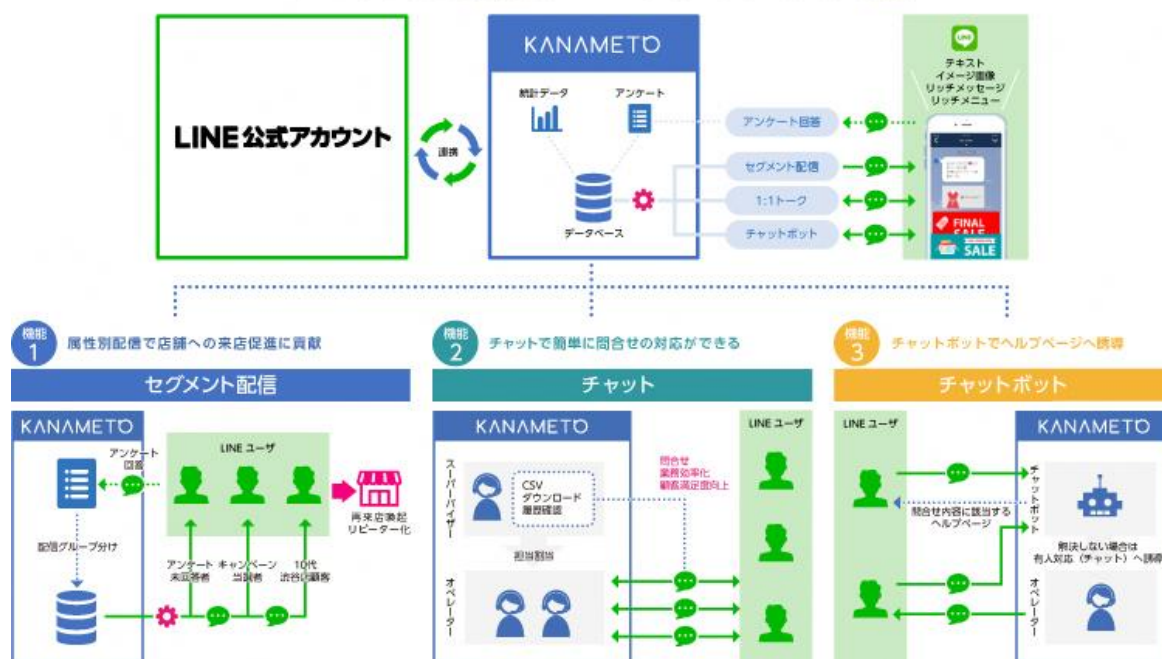 LINE 公式アカウント
連携
KANAMETO
統計データ
アンケート
データベース
アンケート回答
セグメント配信
1:1トーク
チャットボット
LINE
テキスト
イメージ画像
リッチメッセージ
リッチメニュー
FINAL
SALE
SALE
機能
1
属性別配信で店舗への来店促進に貢献
セグメント配信
KANAMETO
アンケート
回答
配信グループ分け
LINE ユーザ
アンケート
未回答者
キャンペーン
当選者
10代
渋谷店顧客
再来店喚起
リピーター化
機能
2
チャットで簡単に問合せの対応ができる
チャット
KANAMETO
スーパーバイザー
CSV
ダウンロード
履歴確認
担当割当
オペレーター
問合せ
業務効率化
顧客満足度向上
LINE ユーザ
機能
3
チャットボットでヘルプページへ誘導
チャットボット
LINE ユーザ
KANAMETO
チャットボット
問合せ内容に該当する
ヘルプページ
解決しない場合は
有人対応（チャット）へ誘導
オペレーター